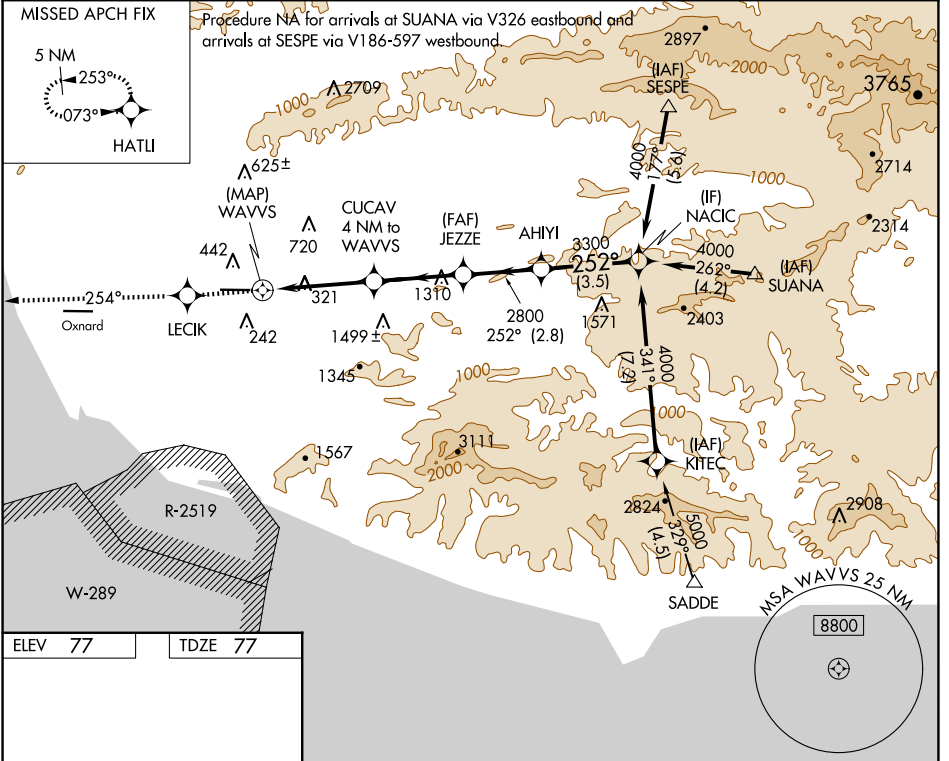 MISSED APCH FIX
5 NM
253°
073°
HATLI
Procedure NA for arrivals at SUANA via V326 eastbound and
arrivals at SESPE via V186-597 westbound.
2897
2000
(IAF)
SESPE
3765
1000
2709
4000
177°
(5.6)
2714
625±
(MAP)
WAVVS
1000
(IF)
NACIC
2314
CUCAV
4 NM to
WAVVS
(FAF)
JEZZE
AHIYI
720
442
3300
252°
(3.5)
4000
262°
(4.2)
(IAF)
SUANA
254°
Oxnard
LECIK
321
1310
242
1499±
2800
252° (2.8)
1571
2403
1345
1000
4000
341°
(7.2)
1000
(IAF)
KITEC
1567
3111
2000
R-2519
2824
5000
329°
(4.5)
2908
1000
W-289
SADDE
MSA WAVVS 25 NM
8800
ELEV 77
TDZE 77